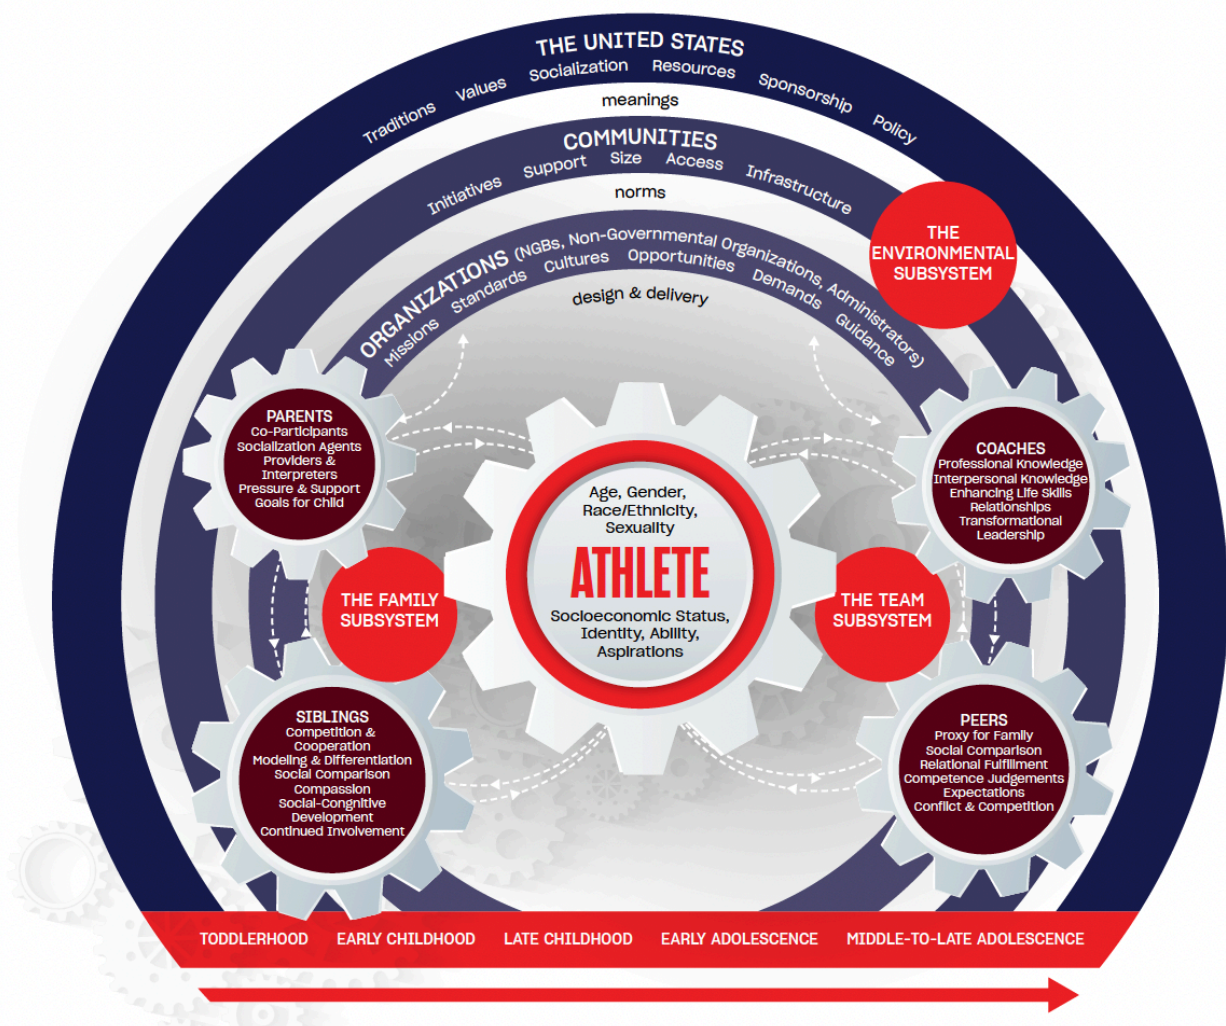 THE UNITED STATES
Traditions Values Socialization Resources Sponsorship Policy
meanings
COMMUNITIES
Initiatives Support Size Access Infrastructure
norms
ORGANIZATIONS (NGBs, Non-Governmental Organizations, Administrators)
Missions Standards Cultures Opportunities Demands Guidance
design & delivery
THE
ENVIRONMENTAL
SUBSYSTEM
PARENTS
Co-Participants
Socialization Agents
Providers &
Interpreters
Pressure & Support
Goals for Child
COACHES
Professional Knowledge
Interpersonal Knowledge
Enhancing Life Skills
Relationships
Transformational
Leadership
Age, Gender,
Race/Ethnicity,
Sexuality
ATHLETE
Socioeconomic Status,
Identity, Ability,
Aspirations
THE FAMILY
SUBSYSTEM
THE TEAM
SUBSYSTEM
SIBLINGS
Competition &
Cooperation
Modeling & Differentiation
Social Comparison
Compassion
Social-Congnitive
Development
Continued Involvement
PEERS
Proxy for Family
Social Comparison
Relational Fulfillment
Competence Judgements
Expectations
Conflict & Competition
TODDLERHOOD EARLY CHILDHOOD LATE CHILDHOOD EARLY ADOLESCENCE MIDDLE-TO-LATE ADOLESCENCE